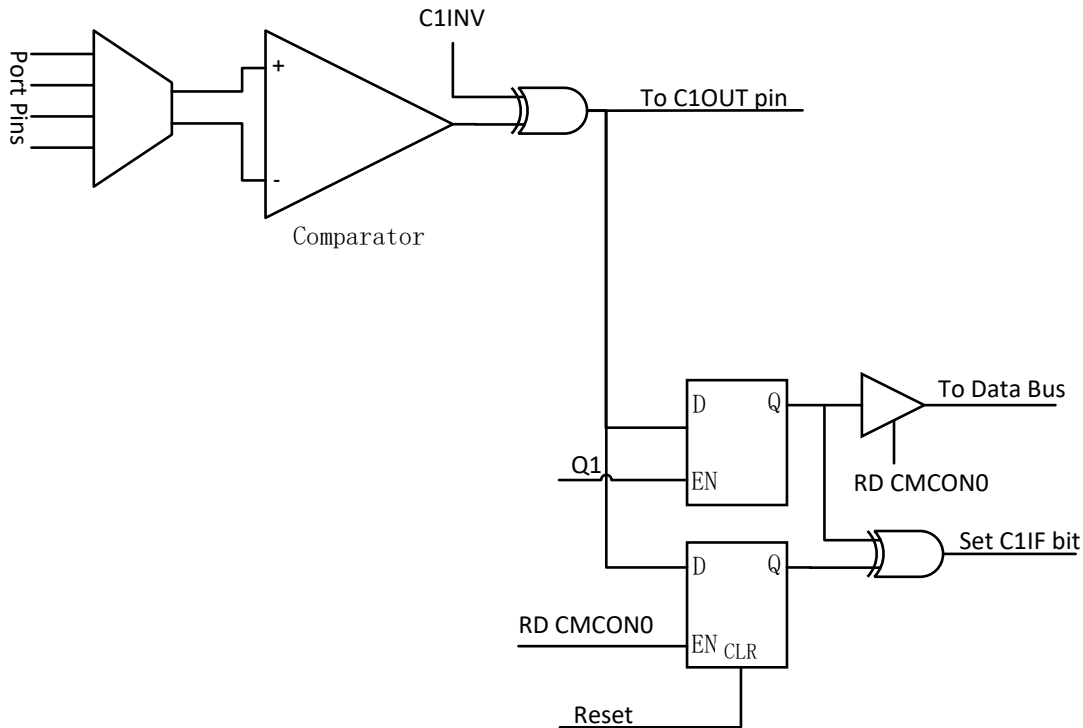 C1INV
Port Pins
+
-
To C1OUT pin
Comparator
D
Q
To Data Bus
Q1
EN
RD CMCON0
Set C1IF bit
D
Q
RD CMCON0
EN
CLR
Reset